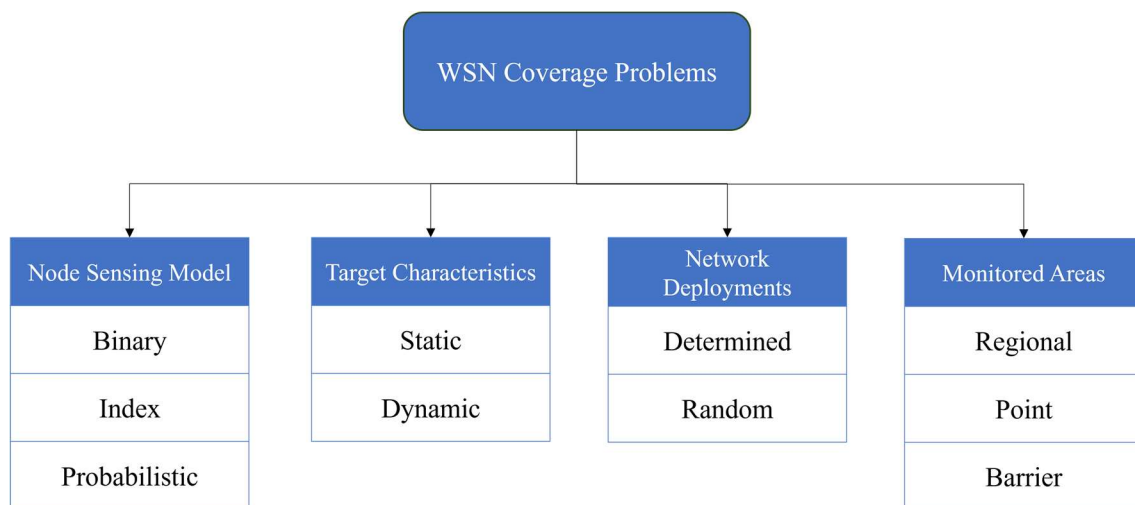 WSN Coverage Problems
Node Sensing Model
Binary
Index
Probabilistic
Target Characteristics
Static
Dynamic
Network
Deployments
Determined
Random
Monitored Areas
Regional
Point
Barrier